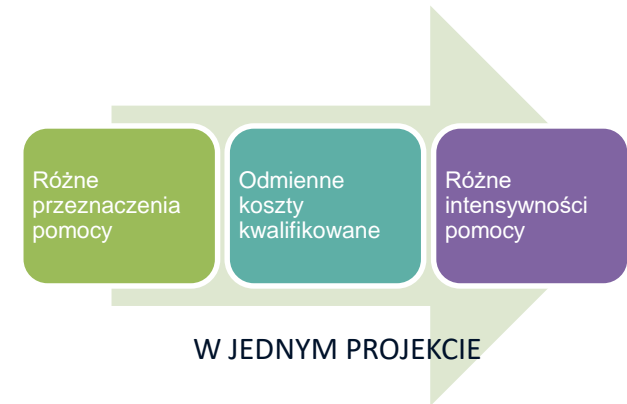 Różne
przeznaczenia
pomocy
Odmienne
koszty
kwalifikowane
Różne
intensywności
pomocy
W JEDNYM PROJEKCIE